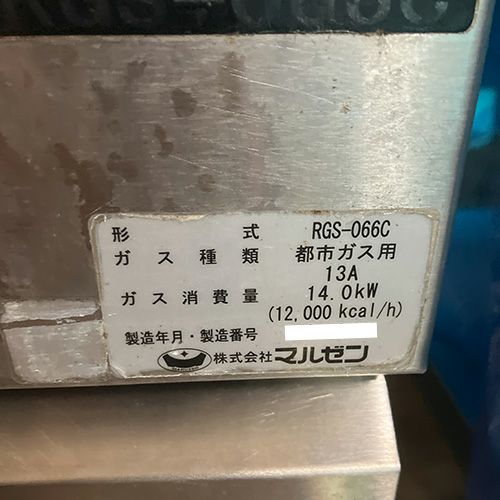 RGS-066C
形式 RGS-066C
ガス種類 都市ガス用
13A
ガス消費量 14.0kW
(12,000 kcal/h)
製造年月・製造番号
株式会社マルゼン